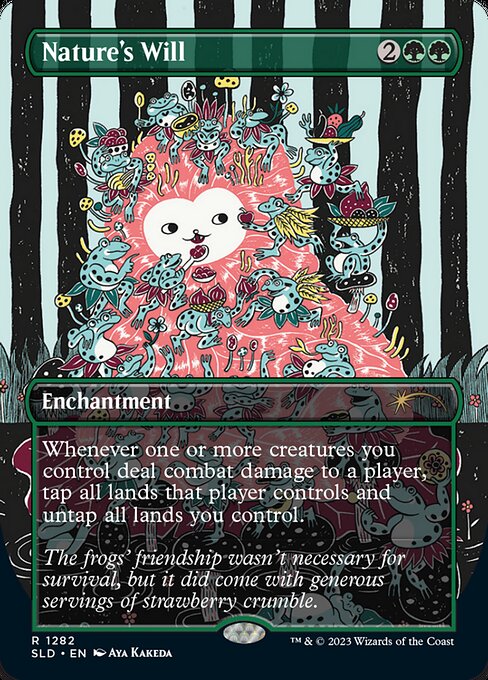 Nature's Will 2
Enchantment
Whenever one or more creatures you
control deal combat damage to a player,
tap all lands that player controls and
untap all lands you control.
The frogs' friendship wasn't necessary for
survival, but it did come with generous
servings of strawberry crumble.
R 1282
SLD • EN Aya Kakeda
™ & © 2023 Wizards of the Coast